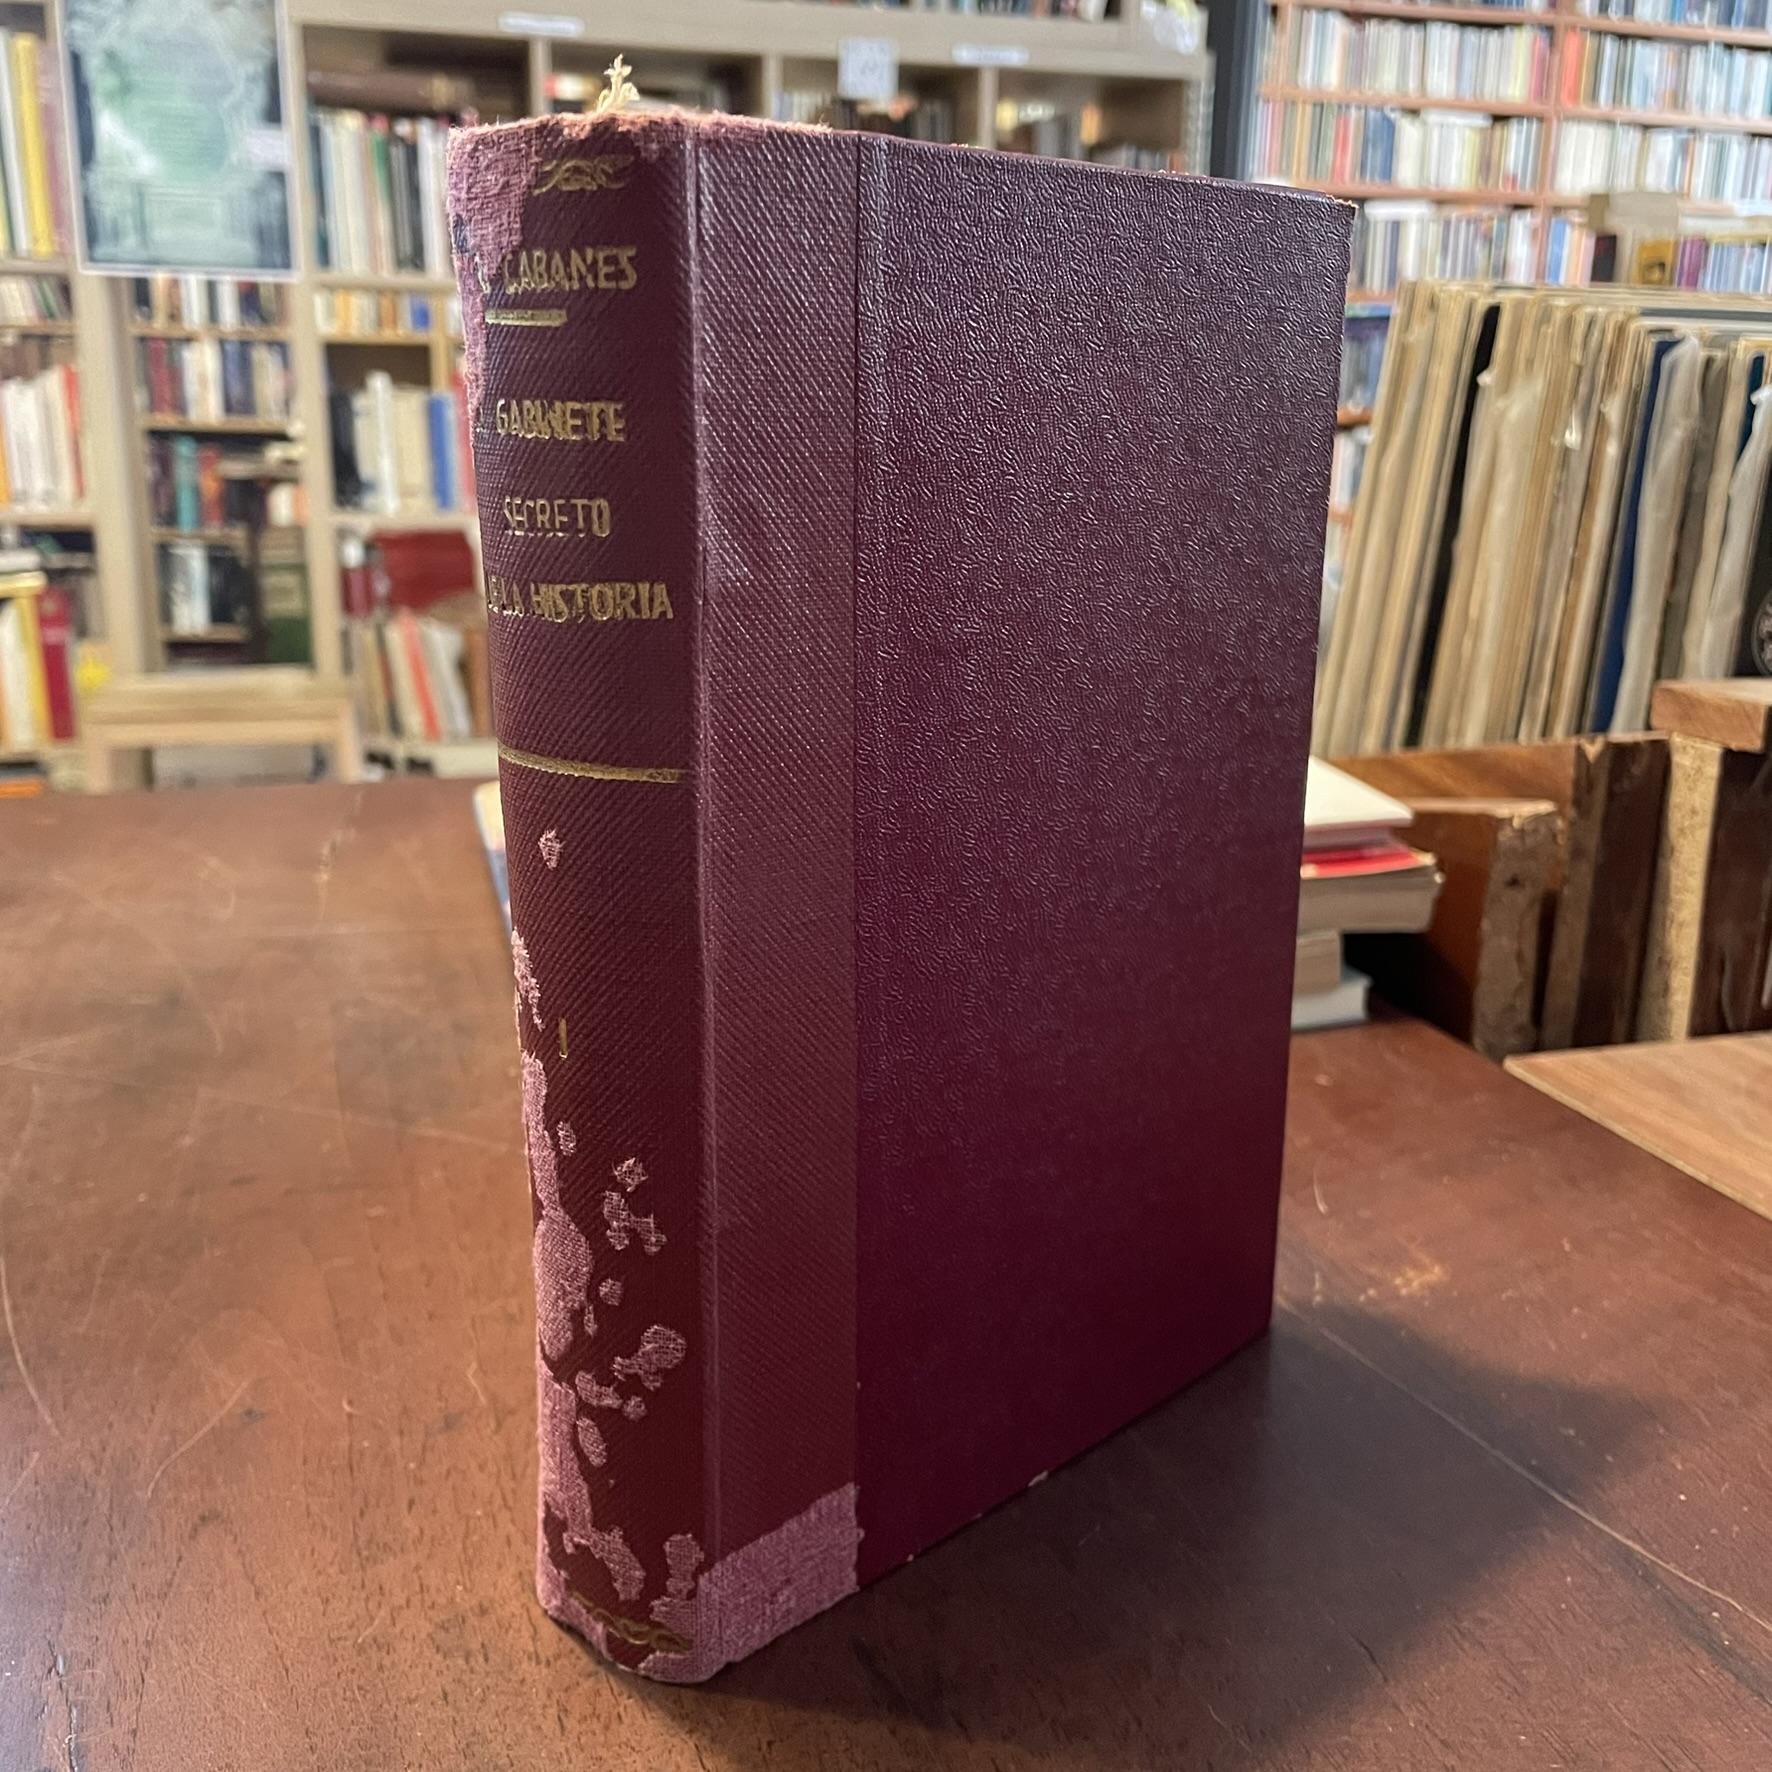 CABANES
GABINETE
SECRETO
DE LA HISTORIA
I